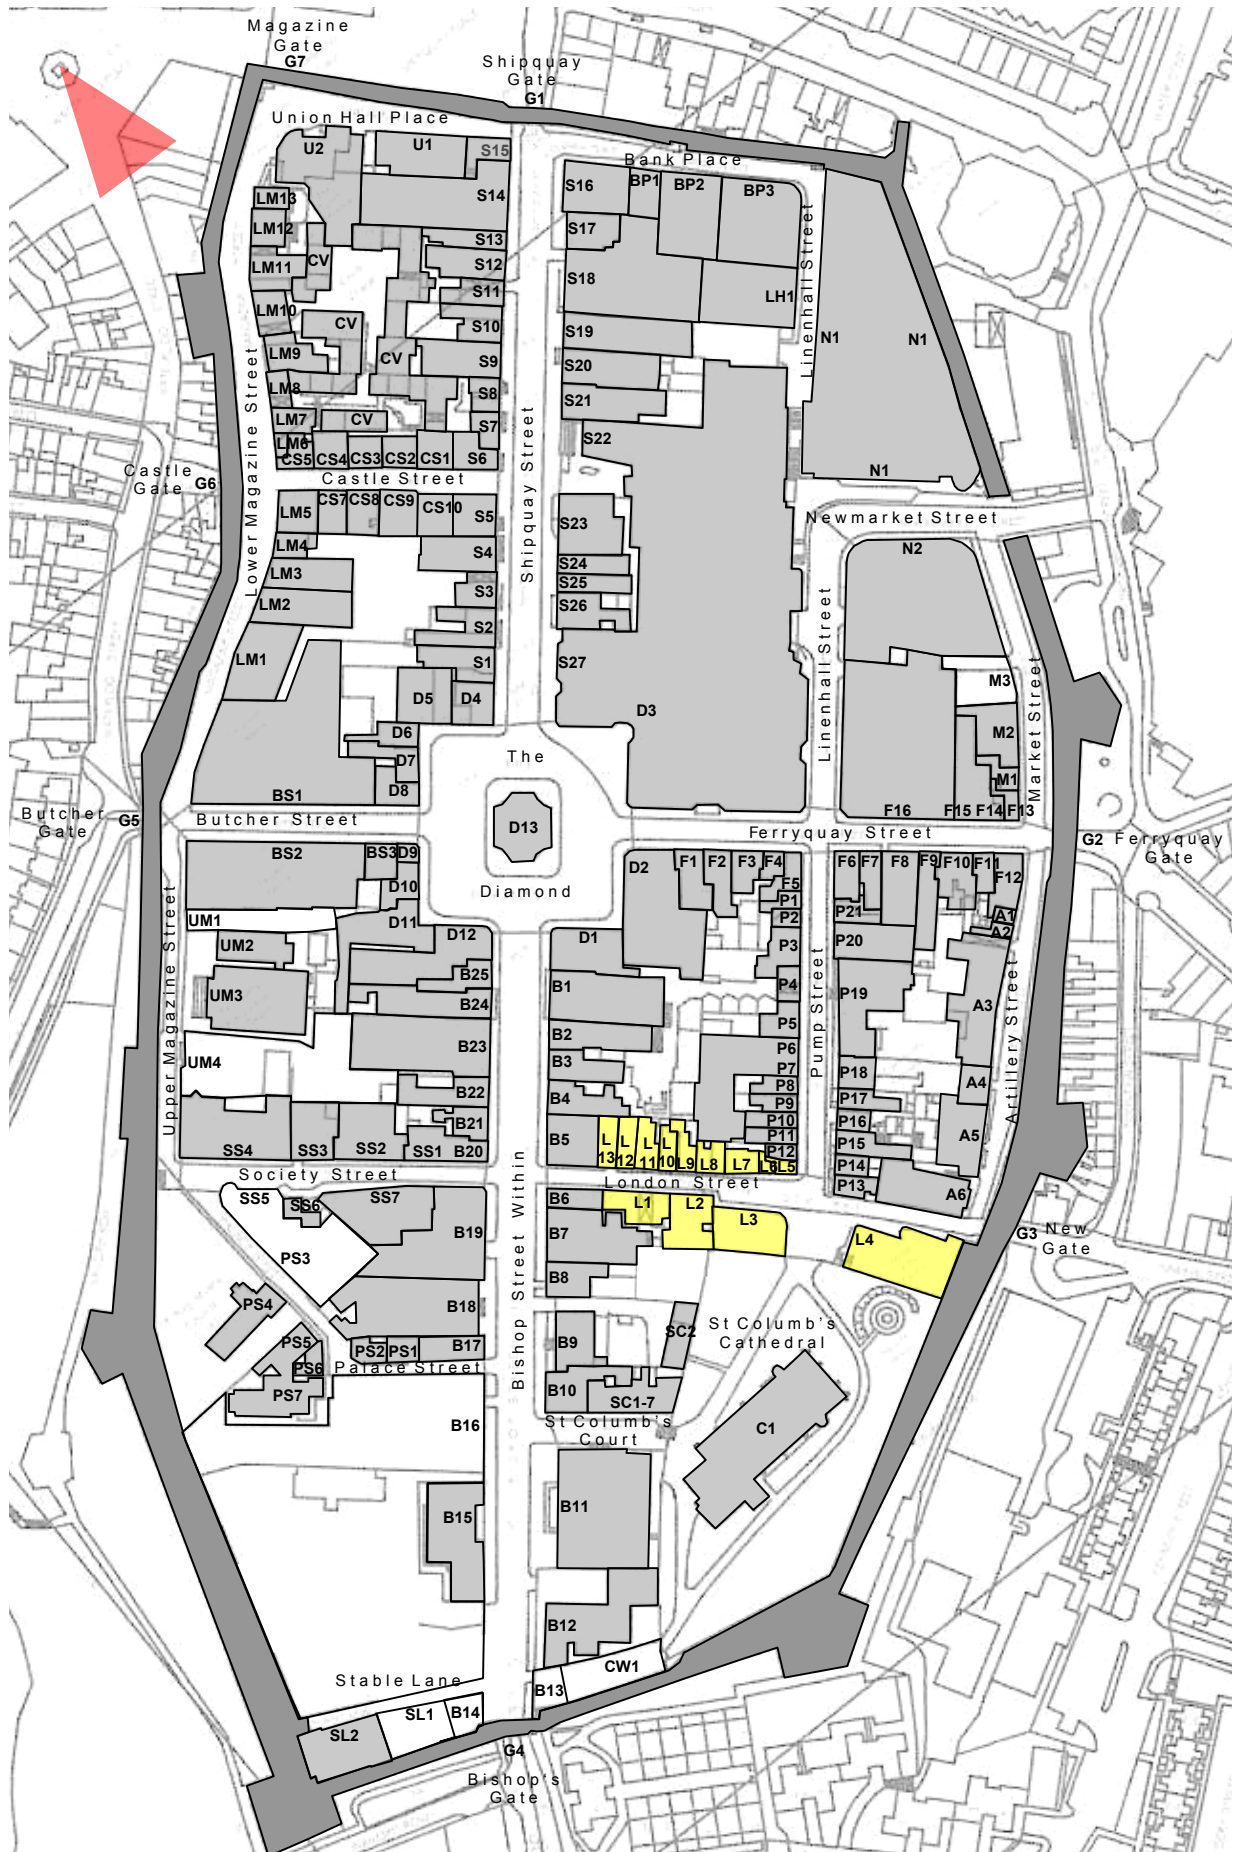 Magazine
Gate
G7
Shipquay
Gate
G1
Union Hall Place
U2
U1
S15
Bank Place
S16
BP1
BP2
BP3
S14
LM13
LM12
S13
S17
Linenhall Street
LM11
CV
S12
S18
S11
LH1
LM10
CV
S10
S19
N1
N1
LM9
CV
S9
S20
LM8
S8
S21
LM7
CV
S7
S22
LM6
CS5
CS4
CS3
CS2
CS1
S6
N1
Lower Magazine Street
Shipquay Street
Castle
Gate
G6
Castle Street
LM5
CS7
CS8
CS9
CS10
S5
S23
Newmarket Street
N2
LM4
S4
S24
LM3
S25
S3
LM2
S26
S2
LM1
S1
S27
Linenhall Street
M3
Market Street
D5
D4
D3
D6
M2
D7
The
M1
D8
BS1
Butcher
Gate
G5
Butcher Street
D13
F16
F15
F14
F13
Ferryquay Street
G2
Ferryquay
Gate
BS2
BS3
D9
D2
F1
F2
F3
F4
F5
F6
F7
F8
F9
F10
F11
F12
D10
Diamond
P1
UM1
D11
P2
P21
A1
A2
D12
D1
P3
P20
UM2
B25
UM3
B1
P4
P19
A3
B24
P5
Upper Magazine Street
Pump Street
Artillery Street
B2
UM4
B23
P6
B3
P7
P18
A4
B22
B4
P8
P9
P17
B21
B5
L
13
L
12
L
11
L
10
L9
L8
L7
L6
L5
P10
P11
P12
P16
P15
A5
SS4
SS3
SS2
SS1
B20
P14
P13
A6
Society Street
London Street
SS5
SS6
SS7
B6
L1
L2
L3
B19
B7
L4
G3
New
Gate
PS3
B8
Bishop Street Within
PS4
B18
St Columb's
Cathedral
PS5
PS2
PS1
B17
B9
SC2
PS6
Palace Street
PS7
B10
SC1-7
B16
St Columb's
Court
C1
B15
B11
B12
Stable Lane
CW1
B13
SL1
B14
SL2
G4
Bishop's
Gate